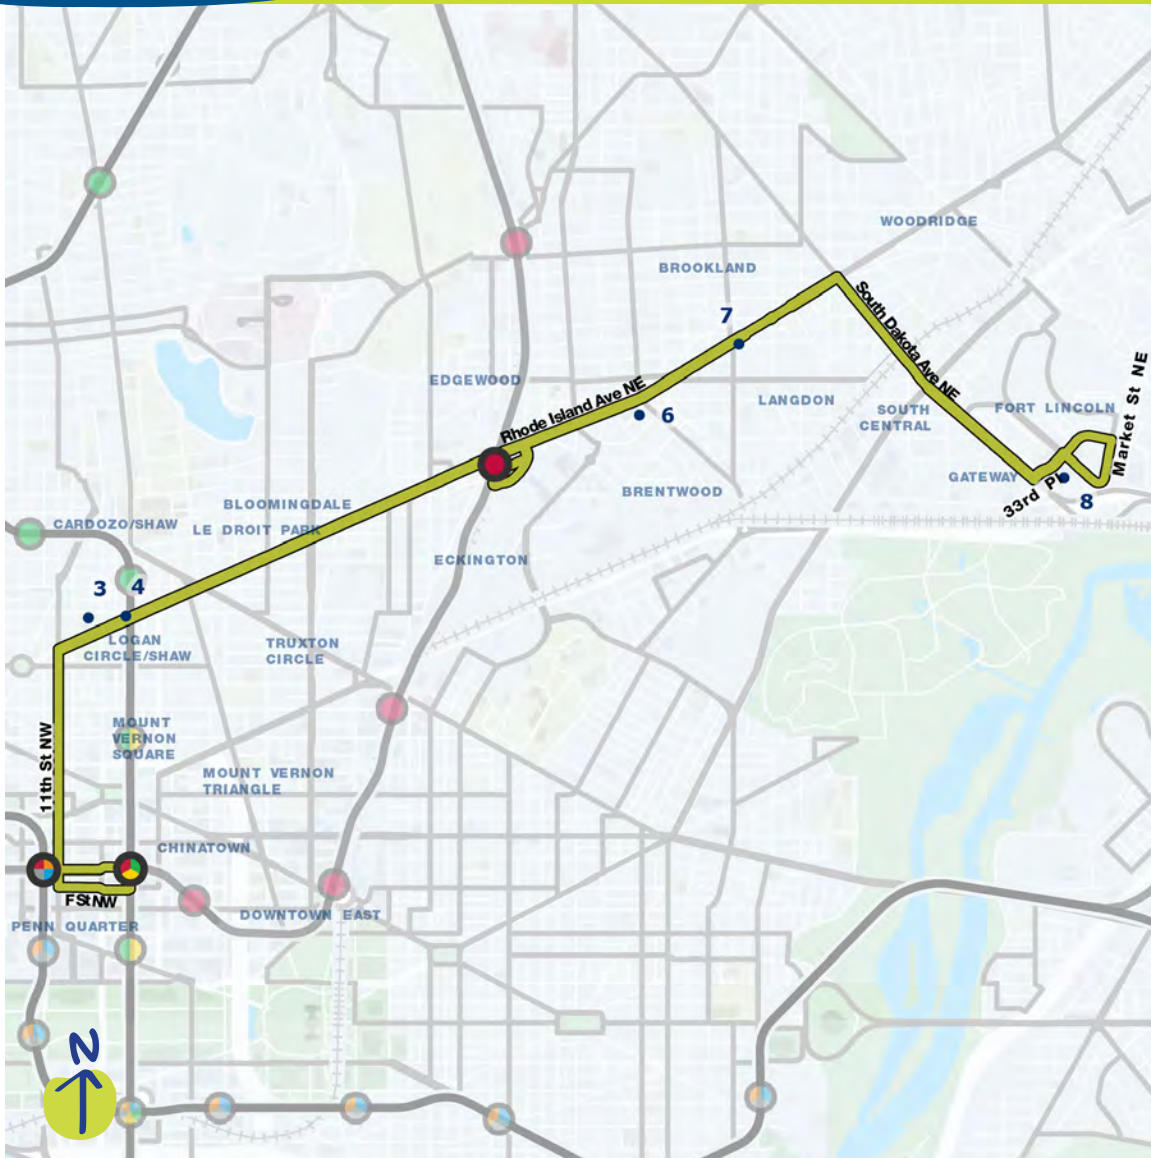 WOODRIDGE
BROOKLAND
7
South Dakota Ave NE
Market St NE
EDGEWOOD
Rhode Island Ave NE
6
LANGDON
SOUTH
CENTRAL
FORT LINCOLN
GATEWAY
33rd Pl
8
BRENTWOOD
BLOOMINGDALE
LE DROIT PARK
CARDOZO/SHAW
ECKINGTON
3
4
LOGAN
CIRCLE/SHAW
TRUXTON
CIRCLE
11th St NW
MOUNT
VERNON
SQUARE
MOUNT VERNON
TRIANGLE
CHINATOWN
F St NW
PENN QUARTER
DOWNTOWN EAST
N